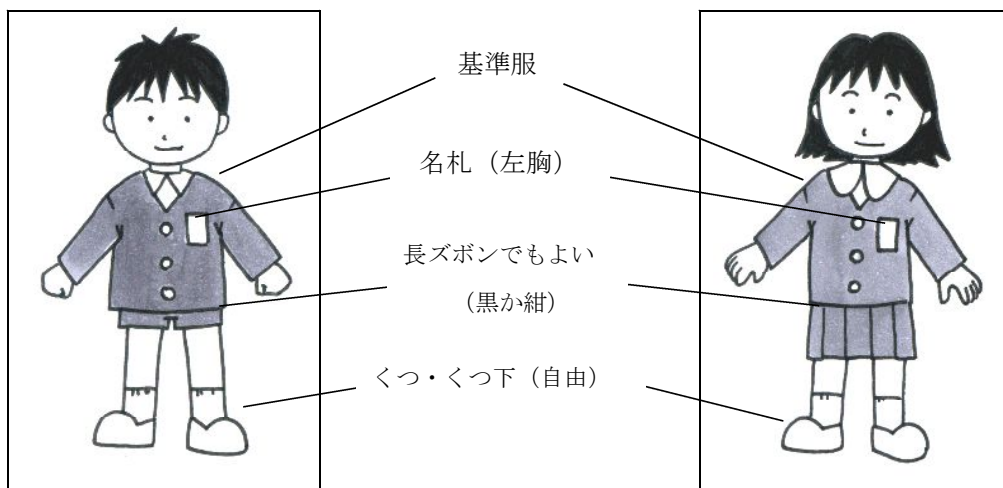 基準服
名札（左胸）
長ズボンでもよい
（黒か紺）
くつ・くつ下（自由）